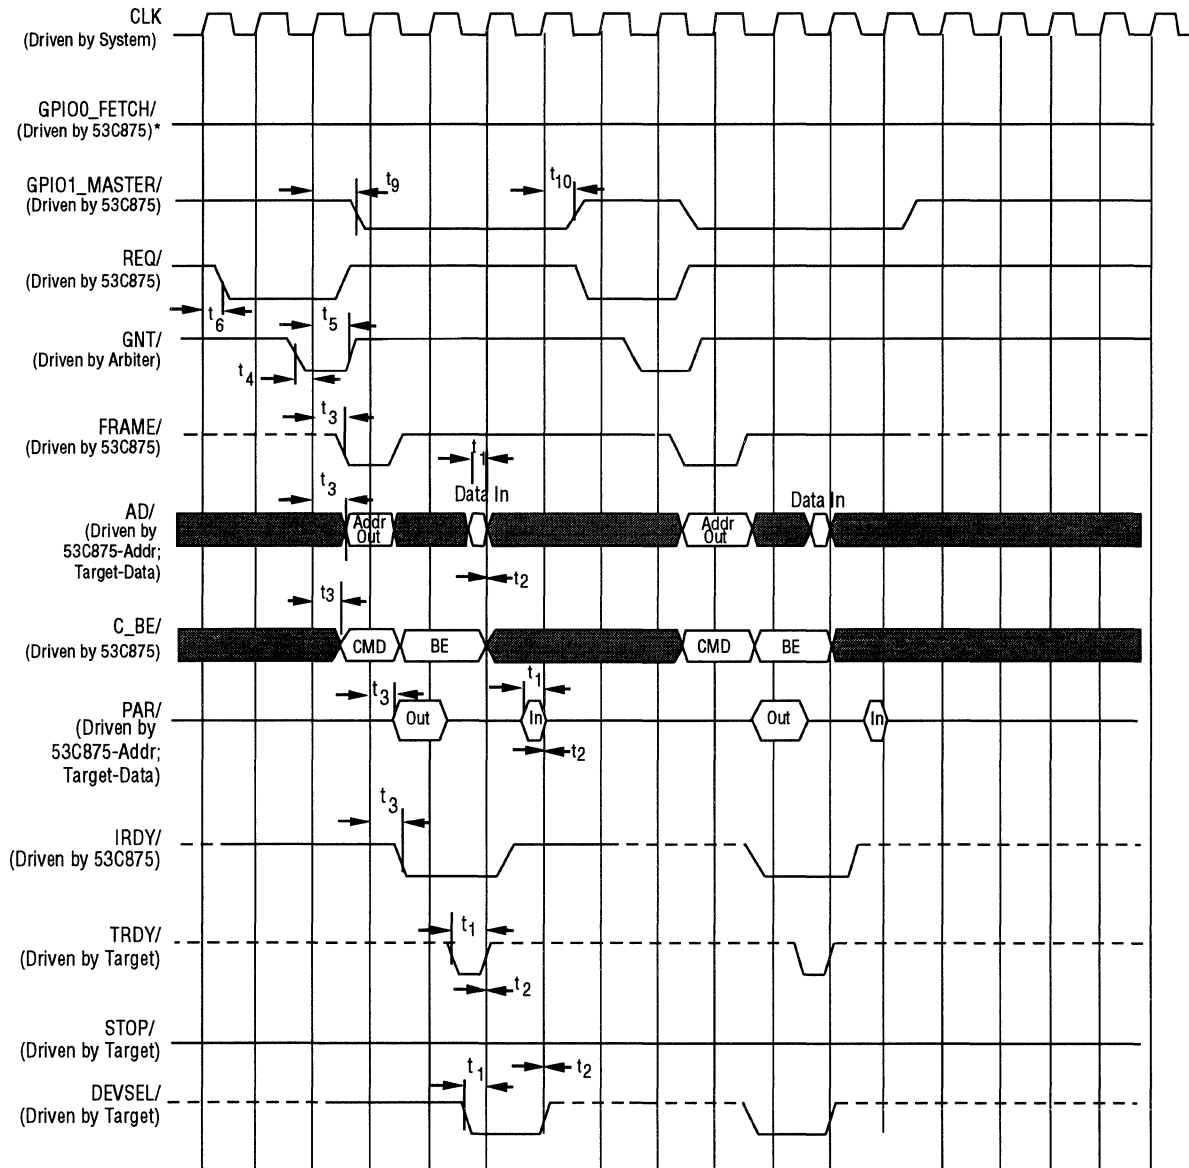 CLK
(Driven by System)
GPIO0_FETCH/
(Driven by 53C875)*
GPIO1_MASTER/
(Driven by 53C875)
t9
t10
REQ/
(Driven by 53C875)
t6
t5
GNT/
(Driven by Arbiter)
t4
t3
FRAME/
(Driven by 53C875)
t1
t3
Data In
Data In
AD/
(Driven by
53C875-Addr;
Target-Data)
Addr
Out
Addr
Out
t2
t3
C_BE/
(Driven by 53C875)
CMD
BE
CMD
BE
t3
t1
PAR/
(Driven by
53C875-Addr;
Target-Data)
Out
In
Out
In
t2
t3
IRDY/
(Driven by 53C875)
t1
TRDY/
(Driven by Target)
t2
STOP/
(Driven by Target)
t1
t2
DEVSEL/
(Driven by Target)